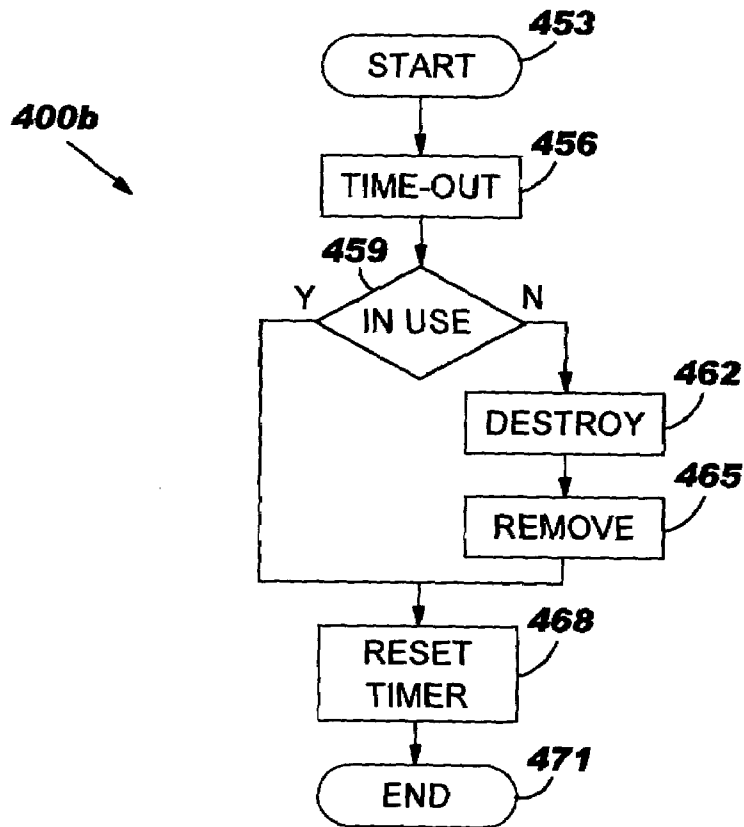 453
START
400b
456
TIME-OUT
459
Y
N
IN USE
462
DESTROY
465
REMOVE
468
RESET
TIMER
471
END